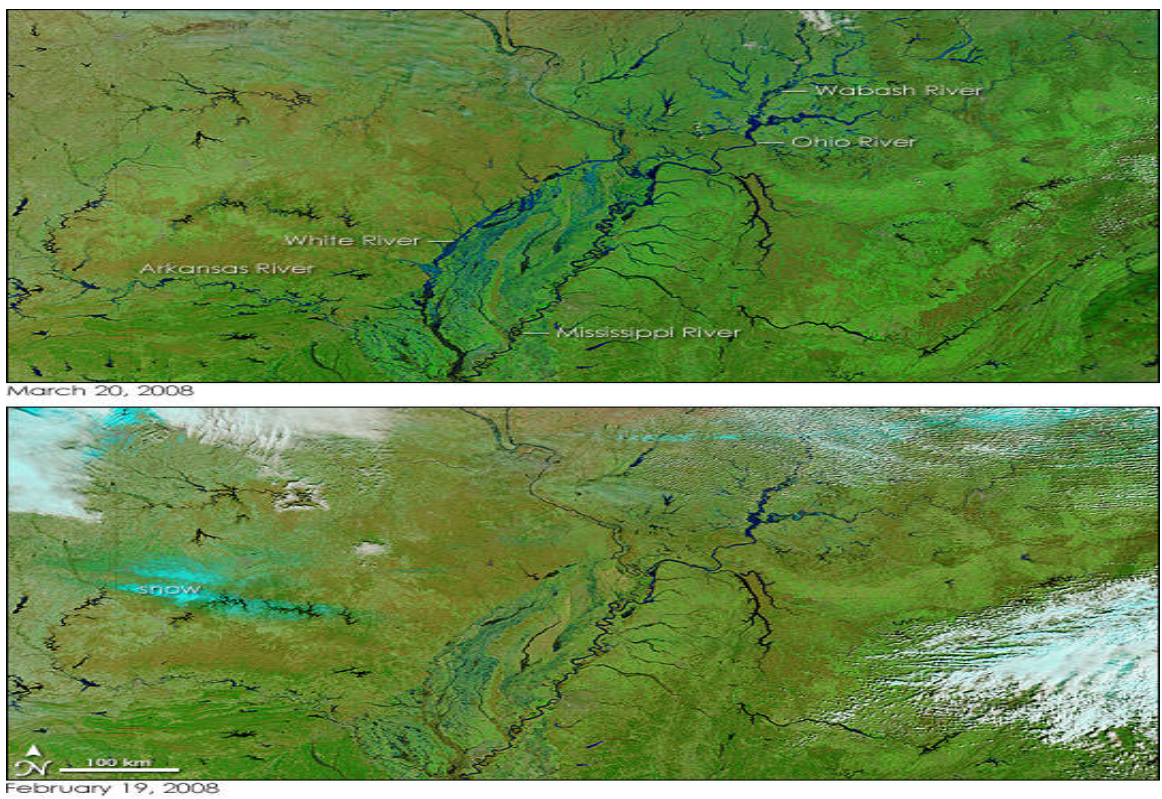 Wabash River
Ohio River
White River
Arkansas River
Mississippi River
March 20, 2008
snow
N
100 km
February 19, 2008